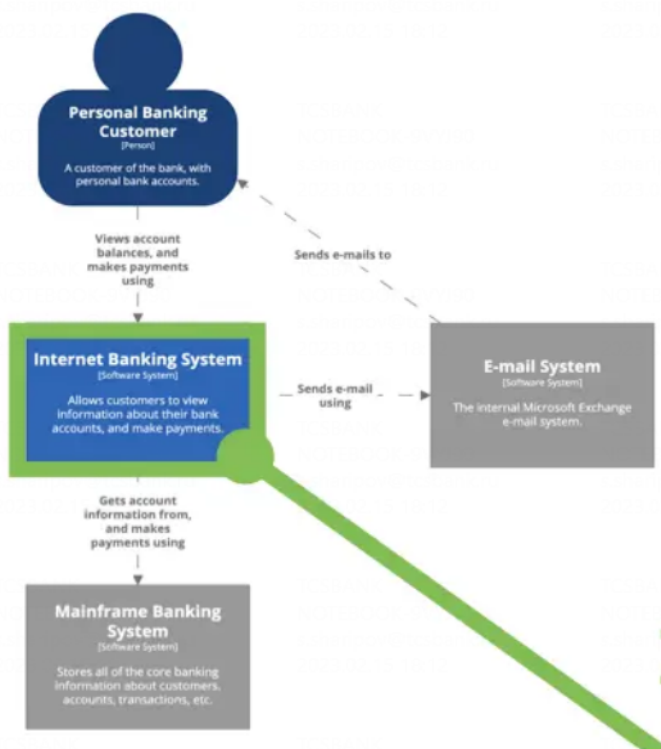 Personal Banking
Customer
[Person]
A customer of the bank, with
personal bank accounts.
Views account
balances, and
makes payments
using
Sends e-mails to
Internet Banking System
[Software System]
Allows customers to view
information about their bank
accounts, and make payments.
Sends e-mail
using
E-mail System
[Software System]
The internal Microsoft Exchange
e-mail system.
Gets account
information from,
and makes
payments using
Mainframe Banking
System
[Software System]
Stores all of the core banking
information about customers,
accounts, transactions, etc.